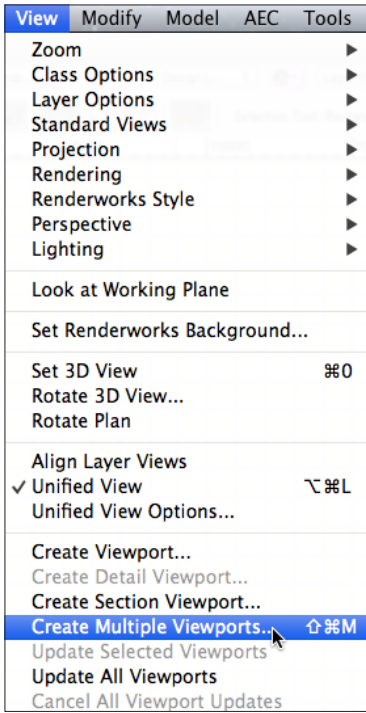 View Modify Model AEC Tools
Zoom ▶
Class Options ▶
Layer Options ▶
Standard Views ▶
Projection ▶
Rendering ▶
Renderworks Style ▶
Perspective ▶
Lighting ▶
Look at Working Plane
Set Renderworks Background...
Set 3D View ⌘0
Rotate 3D View...
Rotate Plan
Align Layer Views
✓ Unified View ⌥⌘L
Unified View Options...
Create Viewport...
Create Detail Viewport...
Create Section Viewport...
Create Multiple Viewports... ⇧⌘M
Update Selected Viewports
Update All Viewports
Cancel All Viewport Updates